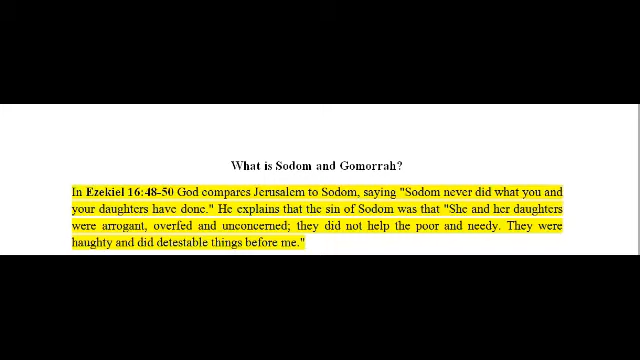 What is Sodom and Gomorrah?
In Ezekiel 16:48-50 God compares Jerusalem to Sodom, saying "Sodom never did what you and
your daughters have done." He explains that the sin of Sodom was that "She and her daughters
were arrogant, overfed and unconcerned; they did not help the poor and needy. They were
haughty and did detestable things before me."